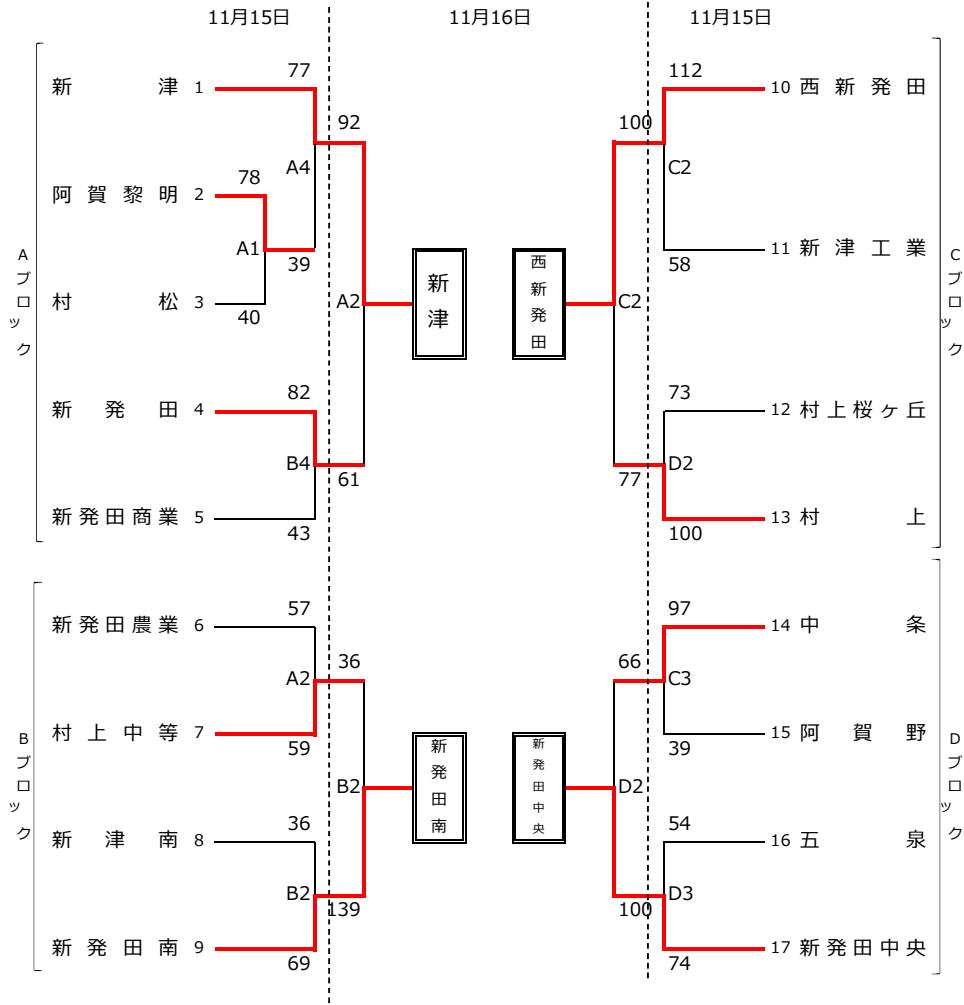 11月15日 11月16日 11月15日
Aブロック
新津 1 77
阿賀黎明 2 78
村松 3 40
A1
39
A4
92
新発田 4 82
新発田商業 5 43
B4
61
A2
新津
Bブロック
新発田農業 6 57
村上中等 7 59
A2
36
新津南 8 36
新発田南 9 69
B2
139
B2
新発田南
Cブロック
112 10 西新発田
58 11 新津工業
C2
100
73 12 村上桜ヶ丘
100 13 村上
D2
77
C2
西新発田
Dブロック
97 14 中条
39 15 阿賀野
C3
66
54 16 五泉
74 17 新発田中央
D3
100
D2
新発田中央